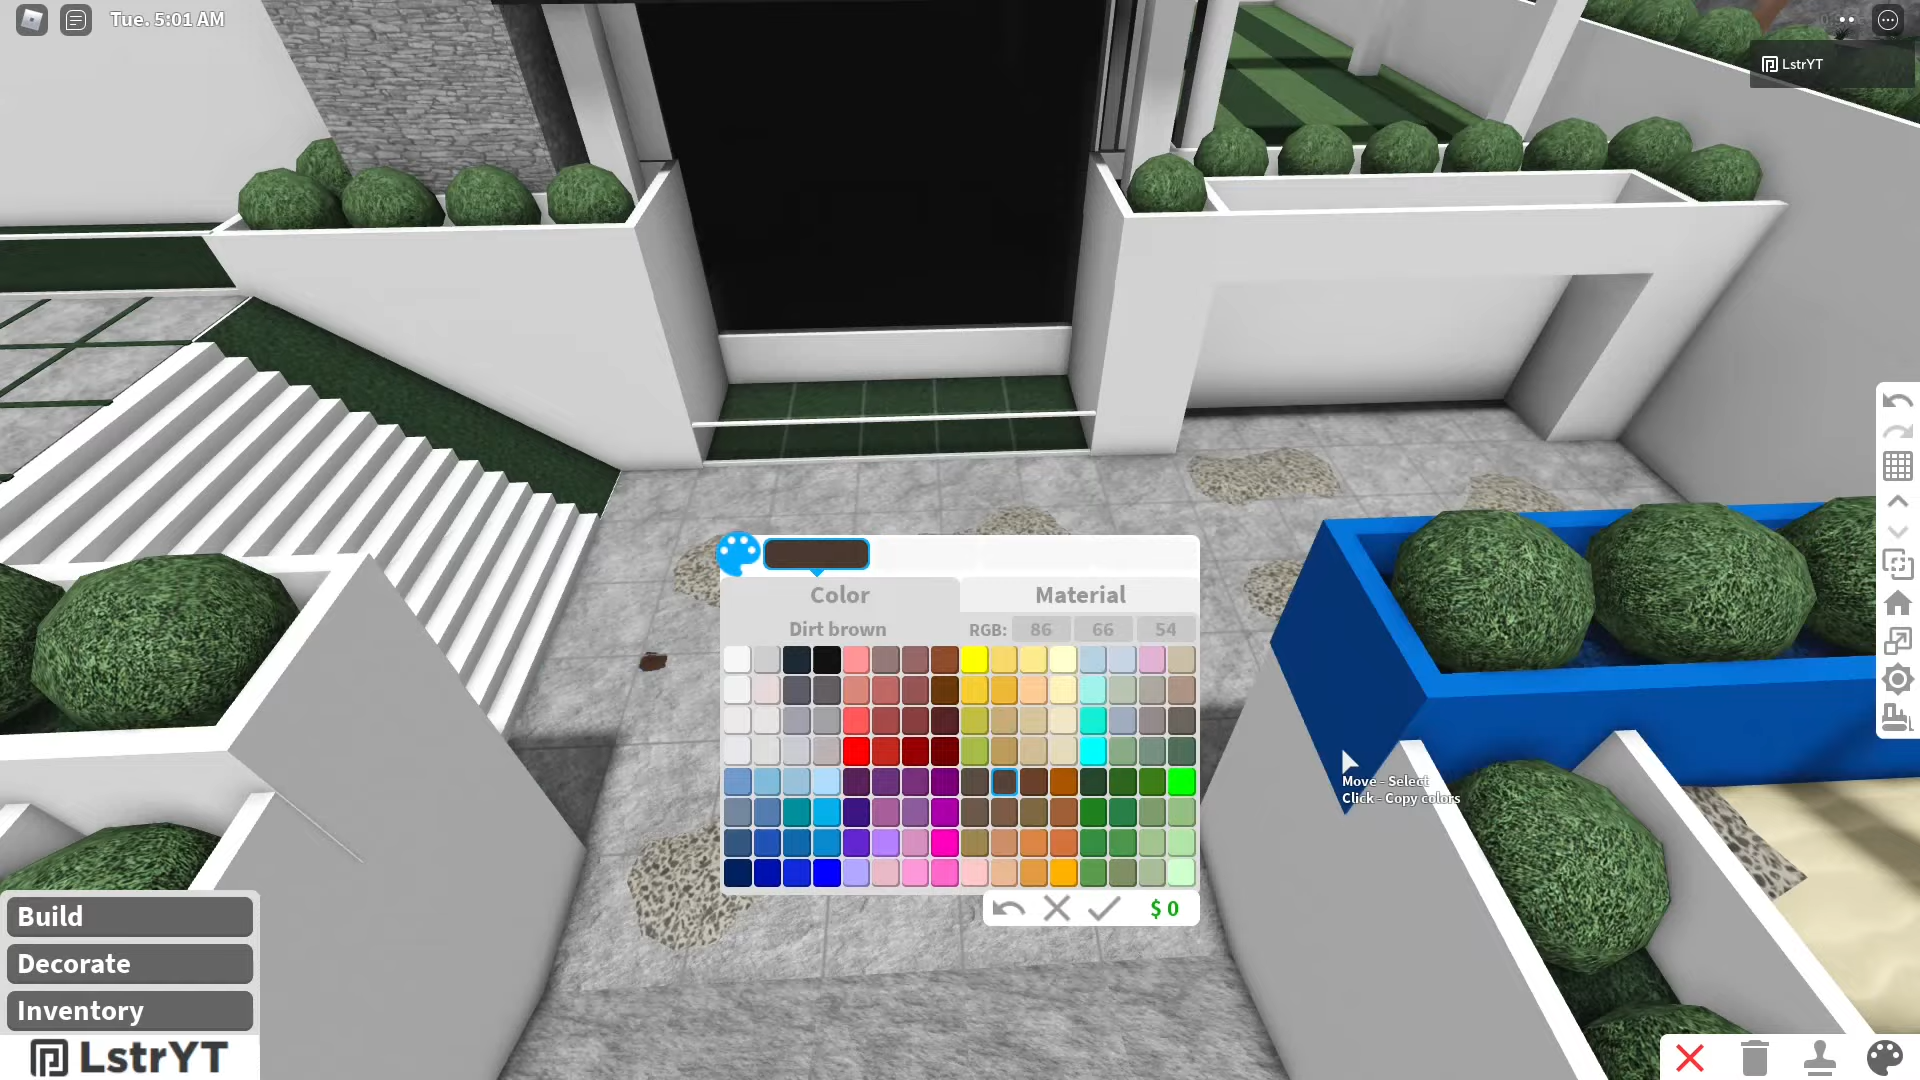 Tue. 5:01 AM
LstrYT
Color
Material
Dirt brown
RGB: 86 66 54
Move - Select
Click - Copy colors
$ 0
Build
Decorate
Inventory
LstrYT